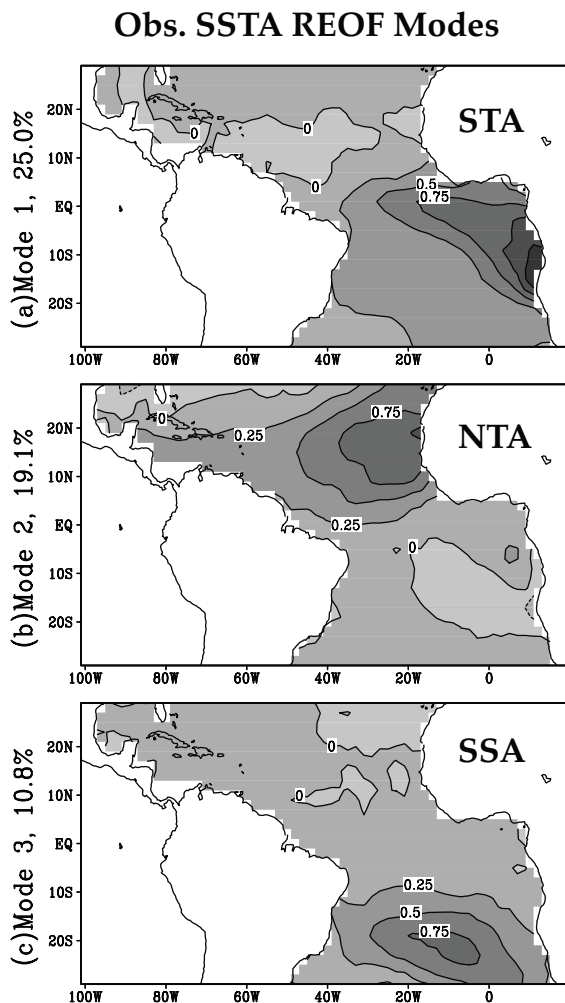 Obs. SSTA REOF Modes
(a)Mode 1, 25.0%
STA
20N
10N
EQ
10S
20S
0
0
0
0.5
0.75
100W 80W 60W 40W 20W 0
(b)Mode 2, 19.1%
NTA
20N
10N
EQ
10S
20S
0
0.75
0.25
0.25
0
100W 80W 60W 40W 20W 0
(c)Mode 3, 10.8%
SSA
20N
10N
EQ
10S
20S
0
0
0.25
0.5
0.75
100W 80W 60W 40W 20W 0